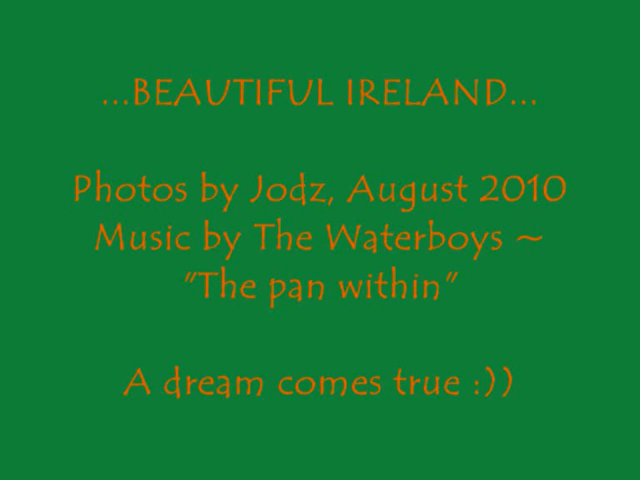 ...BEAUTIFUL IRELAND...
Photos by Jodz, August 2010
Music by The Waterboys ~
"The pan within"
A dream comes true :))